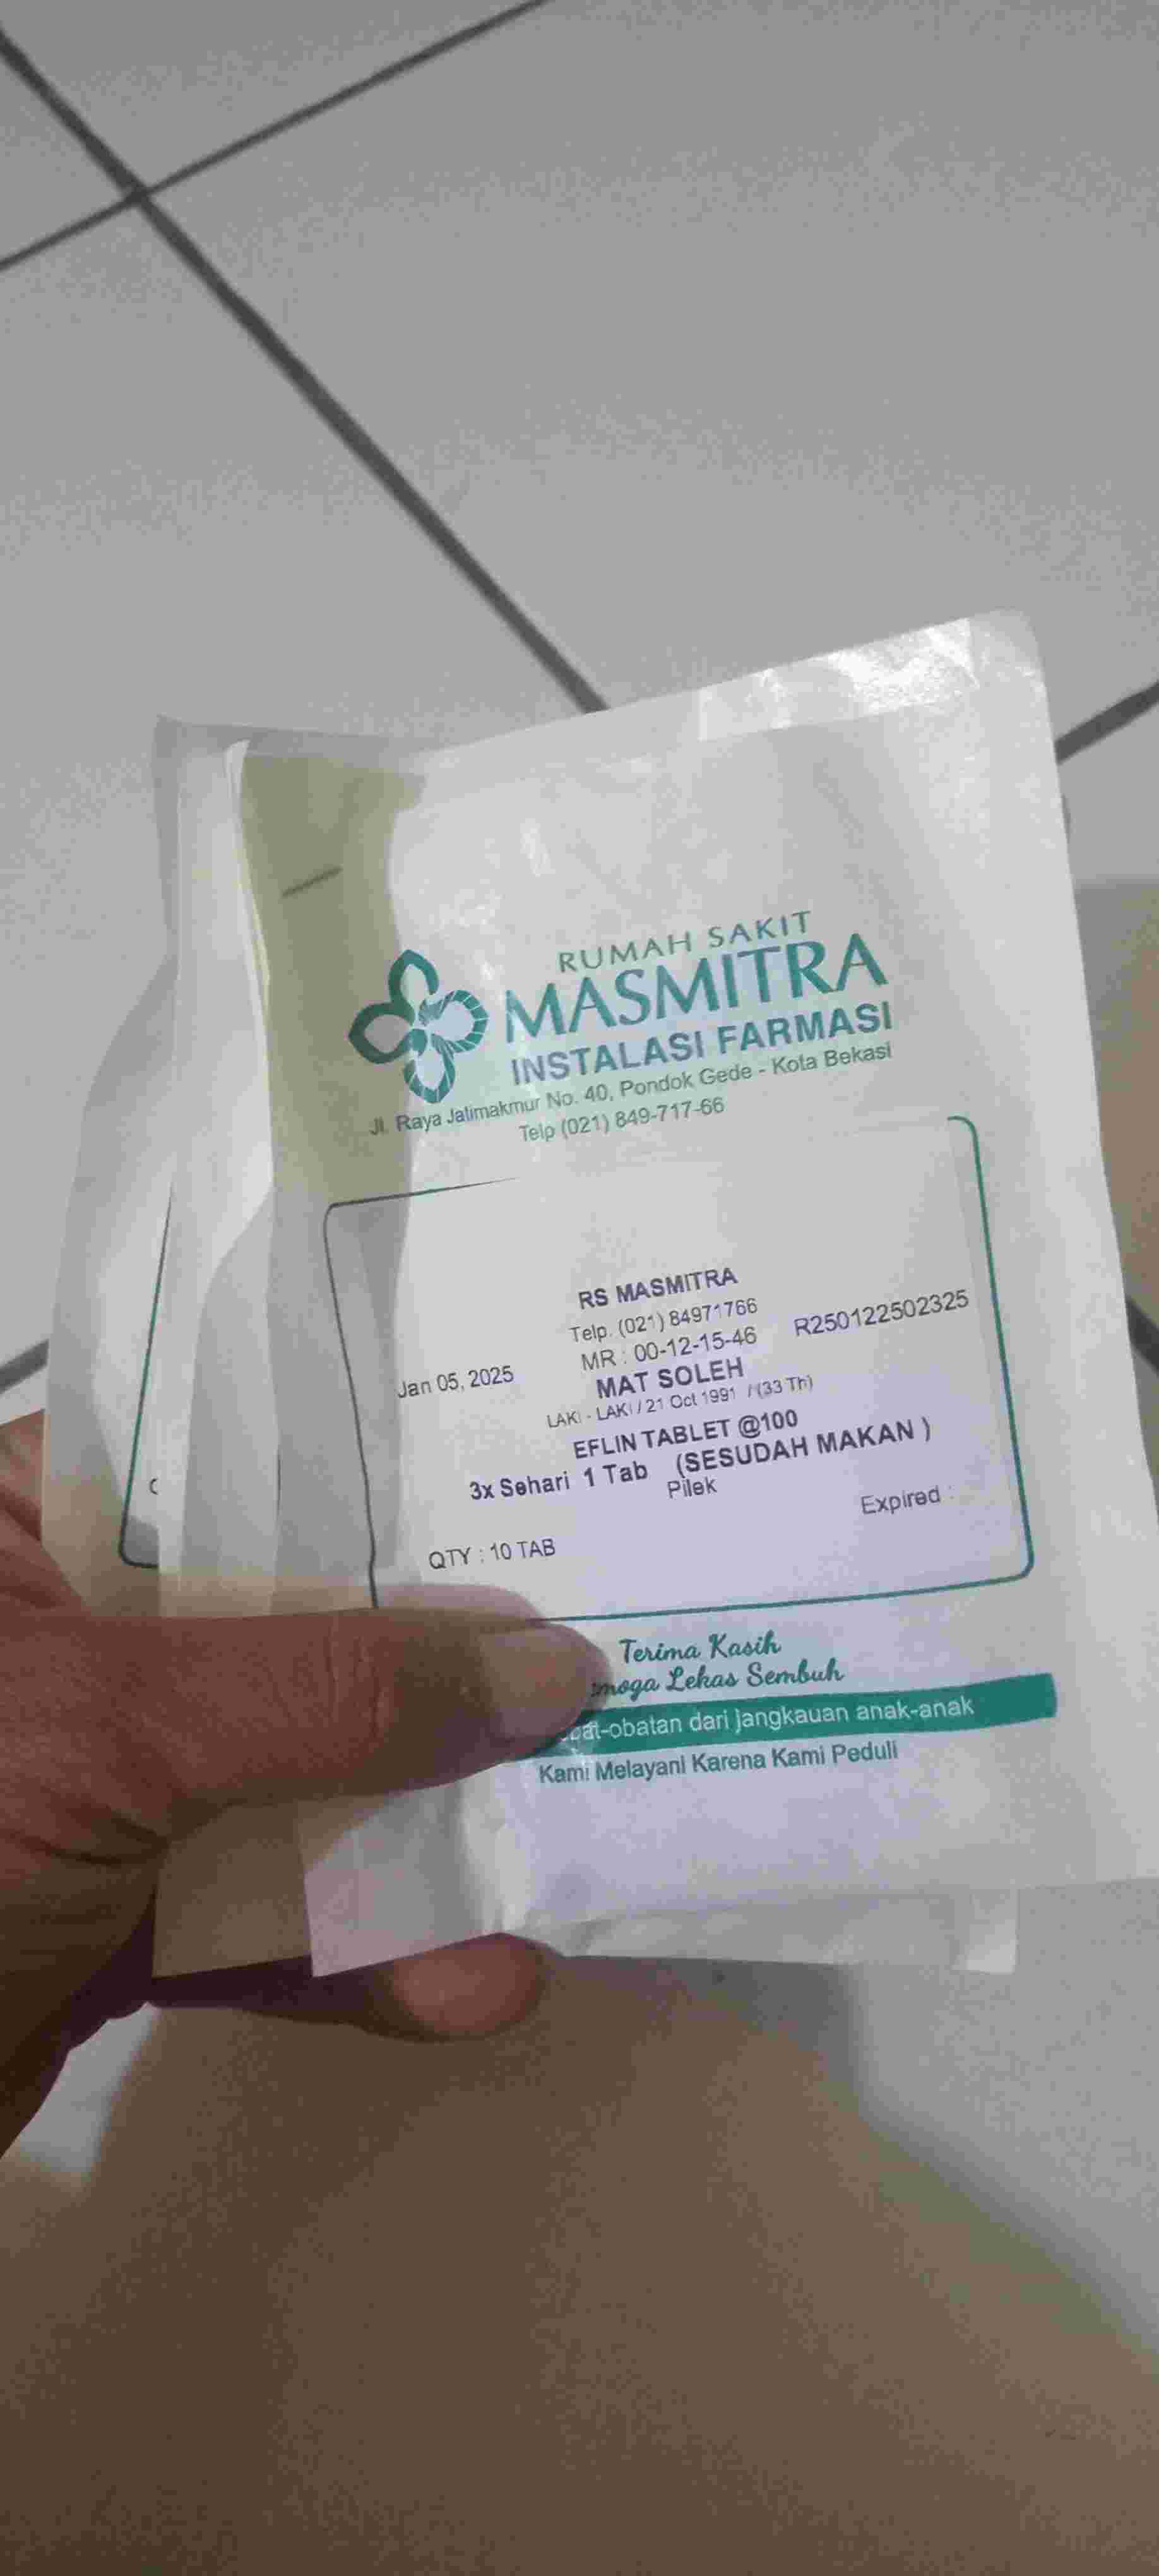 RUMAH SAKIT
MASMITRA
INSTALASI FARMASI
Jl. Raya Jatimakmur No. 40, Pondok Gede - Kota Bekasi
Telp (021) 849-717-66
RS MASMITRA
Telp. (021) 84971766
MR : 00-12-15-46 R250122502325
Jan 05, 2025
MAT SOLEH
LAKI - LAKI / 21 Oct 1991 / (33 Th)
EFLIN TABLET @100
3x Sehari 1 Tab (SESUDAH MAKAN )
Pilek
Expired :
QTY : 10 TAB
Terima Kasih
moga Lekas Sembuh
bat-obatan dari jangkauan anak-anak
Kami Melayani Karena Kami Peduli